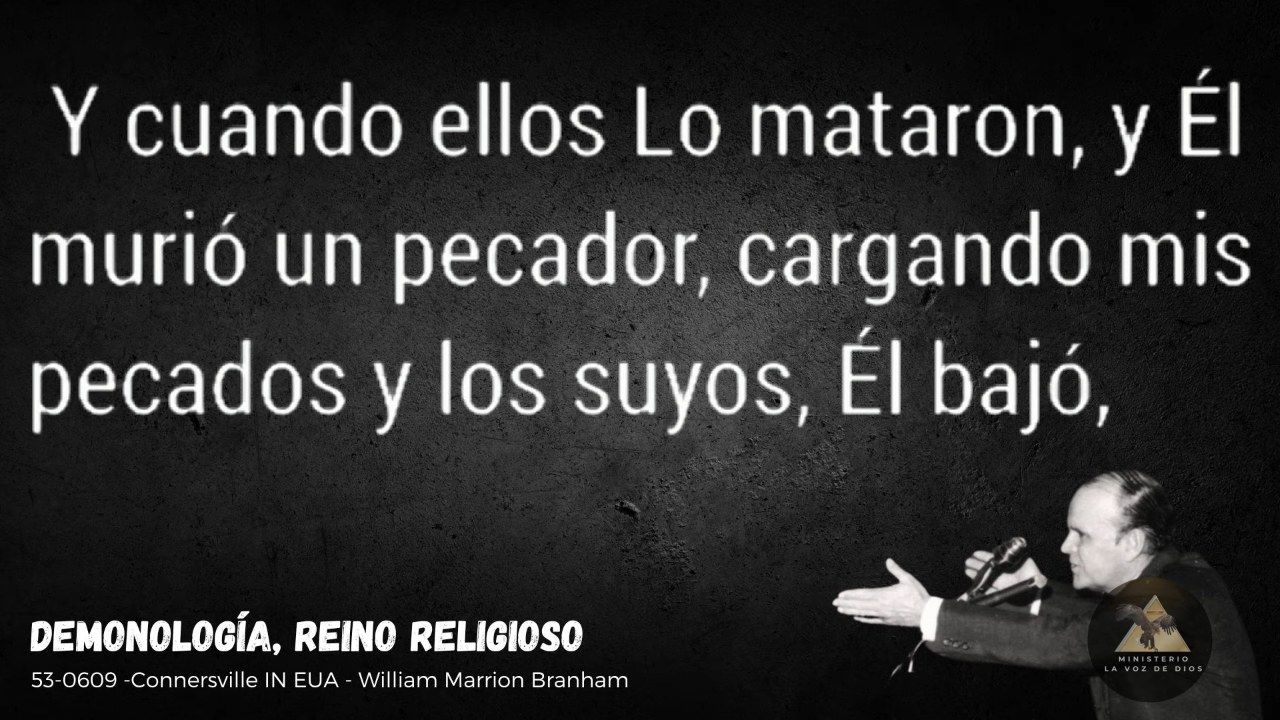 Y cuando ellos Lo mataron, y Él
murió un pecador, cargando mis
pecados y los suyos, Él bajó,
DEMONOLOGÍA, REINO RELIGIOSO
53-0609 -Connersville IN EUA - William Marrion Branham
MINISTERIO
LA VOZ DE DIOS